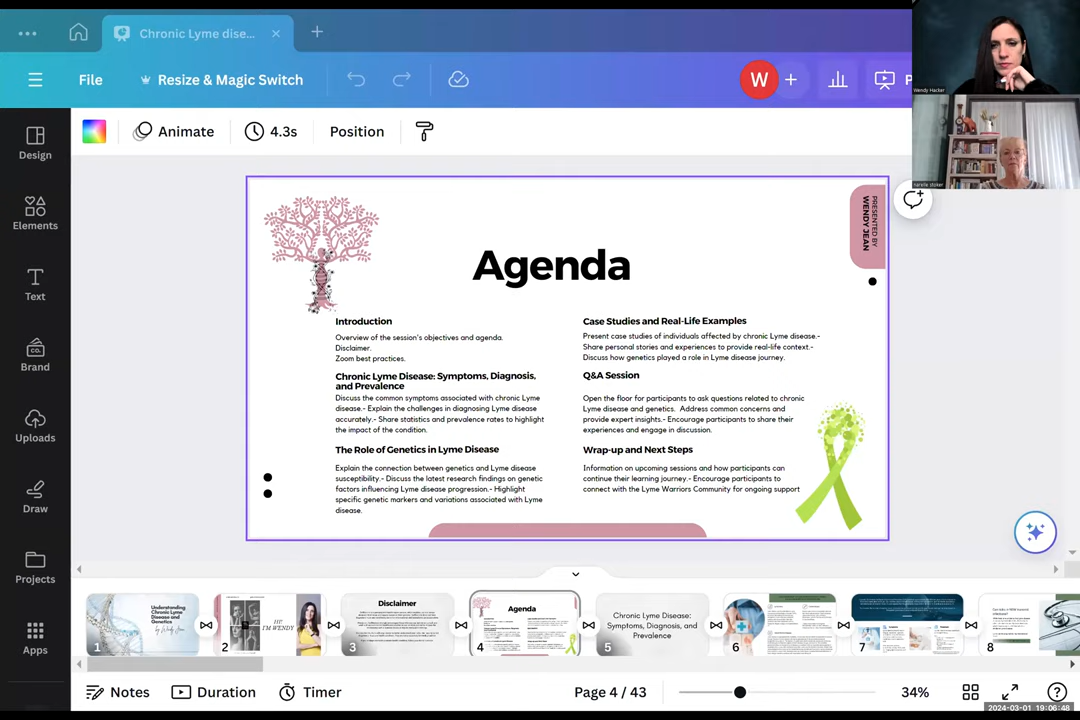 Chronic Lyme dise...
File
Resize & Magic Switch
W
P
Wendy Hacker
Animate
4.3s
Position
Design
Elements
Text
Brand
CO.
Uploads
Draw
Projects
Apps
PRESENTED BY
WENDY JEAN
Agenda
Introduction
Overview of the session's objectives and agenda.
Disclaimer.
Zoom best practices.
Chronic Lyme Disease: Symptoms, Diagnosis,
and Prevalence
Discuss the common symptoms associated with chronic Lyme
disease.- Explain the challenges in diagnosing Lyme disease
accurately.- Share statistics and prevalence rates to highlight
the impact of the condition.
The Role of Genetics in Lyme Disease
Explain the connection between genetics and Lyme disease
susceptibility.- Discuss the latest research findings on genetic
factors influencing Lyme disease progression.- Highlight
specific genetic markers and variations associated with Lyme
disease.
Case Studies and Real-Life Examples
Present case studies of individuals affected by chronic Lyme disease.-
Share personal stories and experiences to provide real-life context.-
Discuss how genetics played a role in Lyme disease journey.
Q&A Session
Open the floor for participants to ask questions related to chronic
Lyme disease and genetics. Address common concerns and
provide expert insights.- Encourage participants to share their
experiences and engage in discussion.
Wrap-up and Next Steps
Information on upcoming sessions and how participants can
continue their learning journey.- Encourage participants to
connect with the Lyme Warriors Community for ongoing support
Understanding
Chronic Lyme
Disease and
Genetics
1
HI!
I'M WENDY
2
Disclaimer
3
Agenda
4
Chronic Lyme Disease:
Symptoms, Diagnosis, and
Prevalence
5
6
7
8
Notes
Duration
Timer
Page 4 / 43
34%
2024-03-01 19:06:48